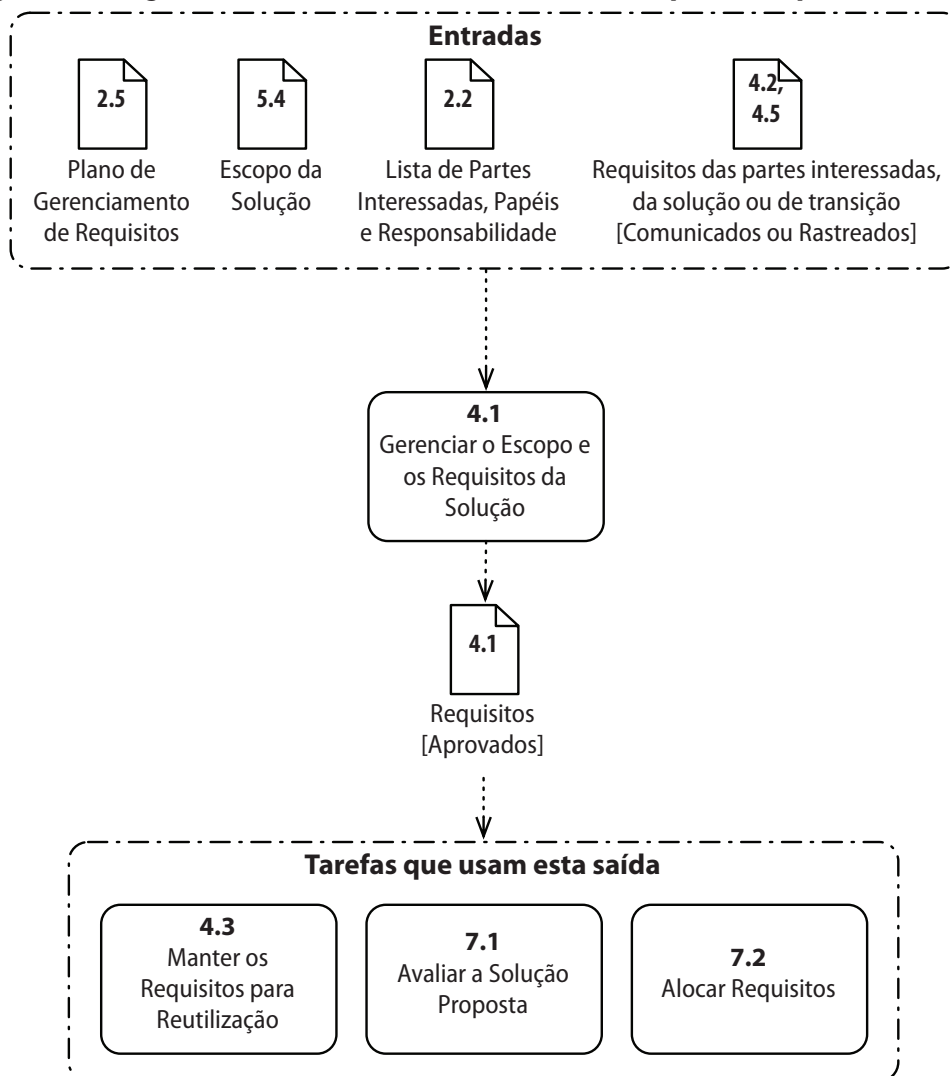 Entradas
2.5
5.4
2.2
4.2,
4.5
Plano de
Gerenciamento
de Requisitos
Escopo da
Solução
Lista de Partes
Interessadas, Papéis
e Responsabilidade
Requisitos das partes interessadas,
da solução ou de transição
[Comunicados ou Rastreados]
4.1
Gerenciar o Escopo e
os Requisitos da
Solução
4.1
Requisitos
[Aprovados]
Tarefas que usam esta saída
4.3
Manter os
Requisitos para
Reutilização
7.1
Avaliar a Solução
Proposta
7.2
Alocar Requisitos